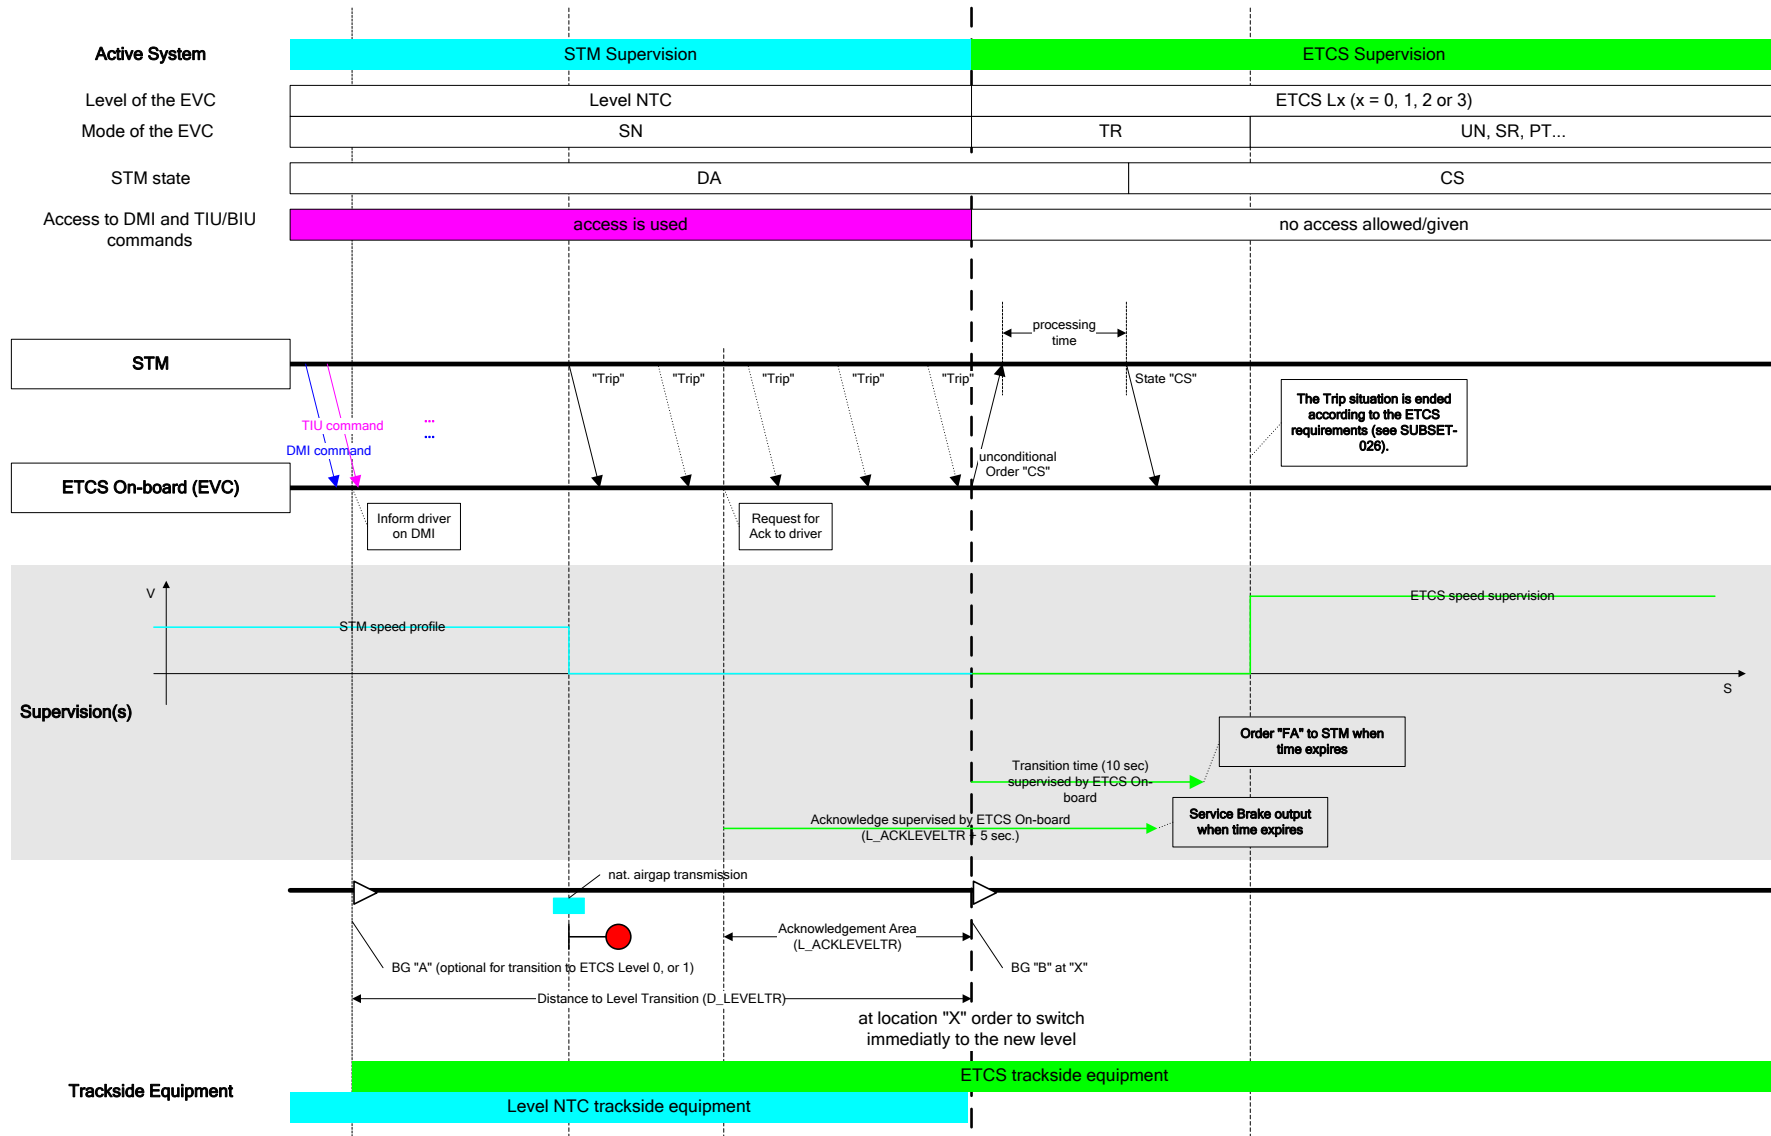 Active System
STM Supervision
ETCS Supervision
Level of the EVC
Level NTC
ETCS Lx (x = 0, 1, 2 or 3)
Mode of the EVC
SN
TR
UN, SR, PT...
STM state
DA
CS
Access to DMI and TIU/BIU
commands
access is used
no access allowed/given
processing
time
STM
"Trip"
"Trip"
"Trip"
"Trip"
"Trip"
State "CS"
The Trip situation is ended
according to the ETCS
requirements (see SUBSET-
026).
TIU command
...
DMI command
...
unconditional
Order "CS"
ETCS On-board (EVC)
Inform driver
on DMI
Request for
Ack to driver
V
STM speed profile
ETCS speed supervision
S
Supervision(s)
Order "FA" to STM when
time expires
Transition time (10 sec)
supervised by ETCS On-
board
Acknowledge supervised by ETCS On-board
(L_ACKLEVELTR + 5 sec.)
Service Brake output
when time expires
nat. airgap transmission
Acknowledgement Area
(L_ACKLEVELTR)
BG "A" (optional for transition to ETCS Level 0, or 1)
BG "B" at "X"
Distance to Level Transition (D_LEVELTR)
at location "X" order to switch
immediatly to the new level
Trackside Equipment
ETCS trackside equipment
Level NTC trackside equipment